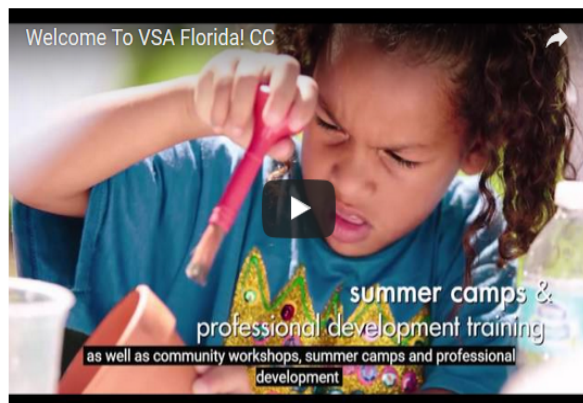 Welcome To VSA Florida! CC
summer camps &
professional development training
as well as community workshops, summer camps and professional
development